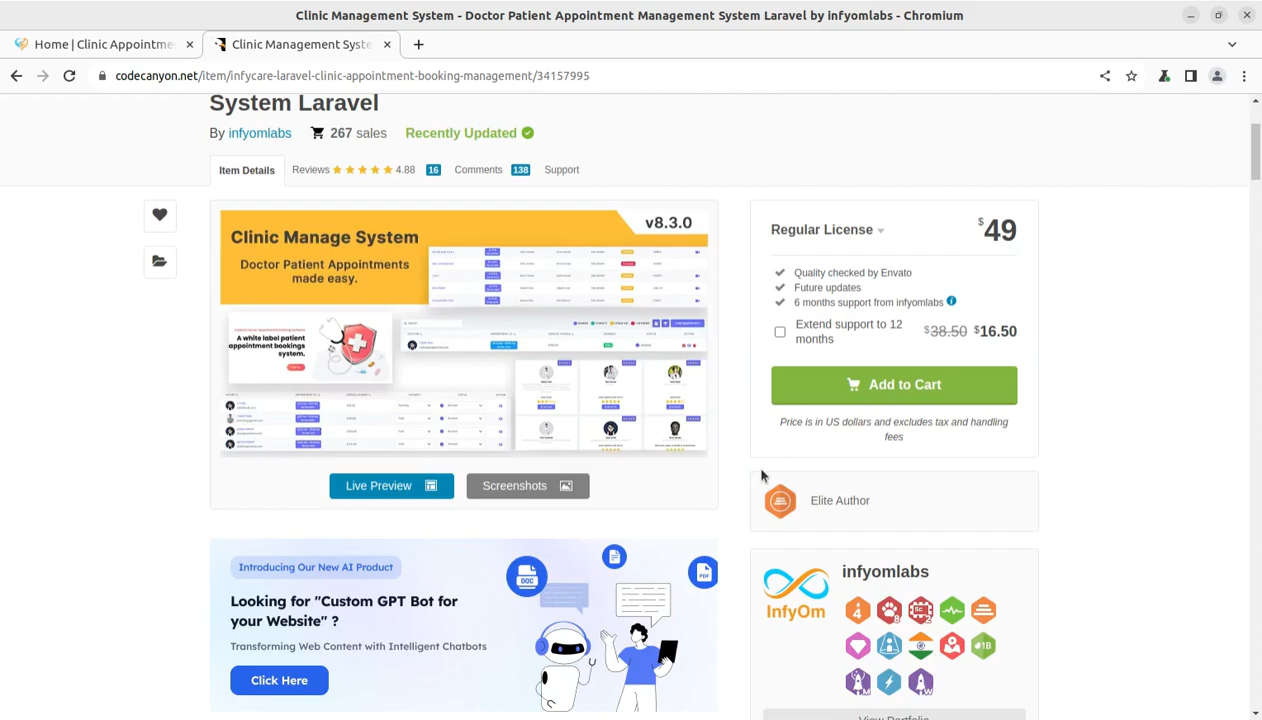 Clinic Management System - Doctor Patient Appointment Management System Laravel by infyomlabs - Chromium
Home | Clinic Appointme
Clinic Management Syste
codecanyon.net/item/infycare-laravel-clinic-appointment-booking-management/34157995
System Laravel
By infyomlabs 267 sales Recently Updated
Item Details Reviews 4.88 16 Comments 138 Support
v8.3.0
Clinic Manage System
Doctor Patient Appointments
made easy.
A white label patient
appointment bookings
system.
Live Preview
Screenshots
Regular License
$49
Quality checked by Envato
Future updates
6 months support from infyomlabs
Extend support to 12
months
$38.50 $16.50
Add to Cart
Price is in US dollars and excludes tax and handling
fees
Elite Author
infyomlabs
InfyOm
Introducing Our New AI Product
Looking for "Custom GPT Bot for
your Website" ?
Transforming Web Content with Intelligent Chatbots
Click Here
DOC
PDF
View Portfolio